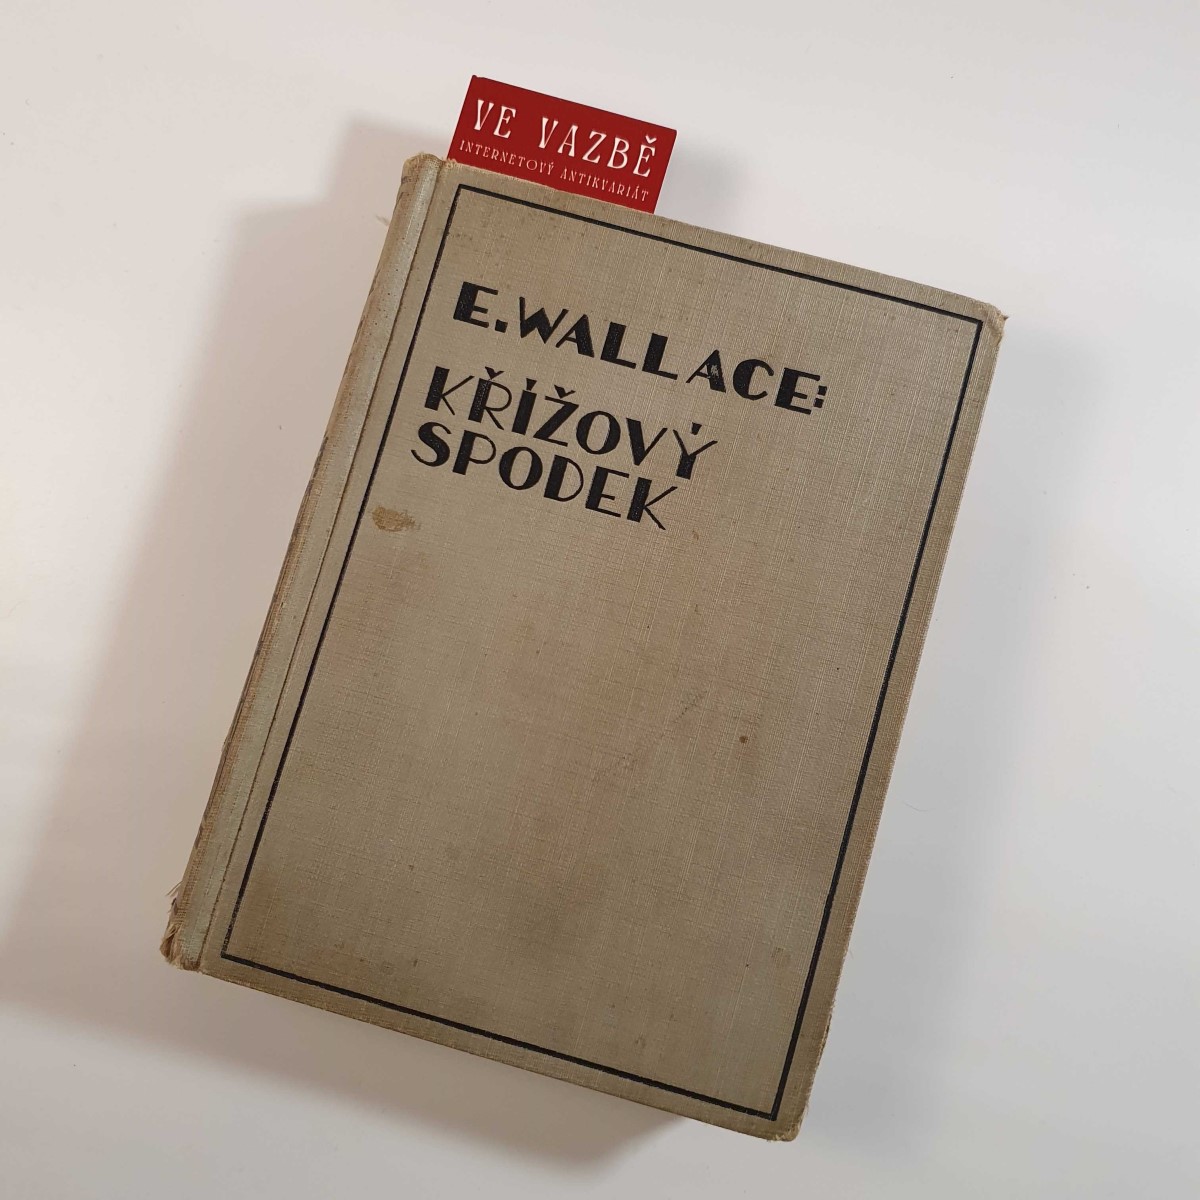 VE VAZBĚ
INTERNETOVÝ ANTIKVARIÁT
E. WALLACE:
KŘÍŽOVÝ
SPODEK